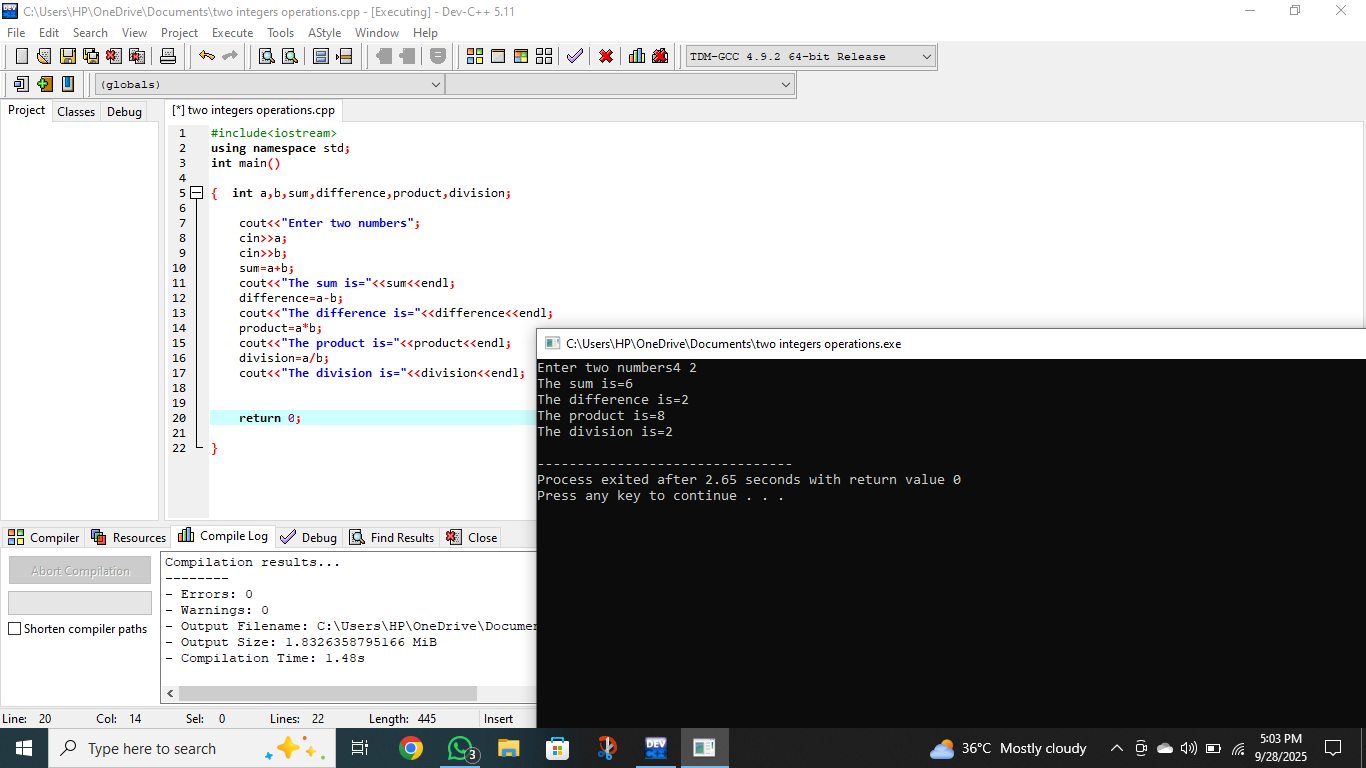 C:\Users\HP\OneDrive\Documents\two integers operations.cpp - [Executing] - Dev-C++ 5.11
File Edit Search View Project Execute Tools AStyle Window Help
TDM-GCC 4.9.2 64-bit Release
(globals)
Project Classes Debug [*] two integers operations.cpp
1 #include<iostream>
2 using namespace std;
3 int main()
4
5 { int a,b,sum,difference,product,division;
6
7 cout<<"Enter two numbers";
8 cin>>a;
9 cin>>b;
10 sum=a+b;
11 cout<<"The sum is="<<sum<<endl;
12 difference=a-b;
13 cout<<"The difference is="<<difference<<endl;
14 product=a*b;
15 cout<<"The product is="<<product<<endl;
16 division=a/b;
17 cout<<"The division is="<<division<<endl;
18
19
20 return 0;
21
22 }
C:\Users\HP\OneDrive\Documents\two integers operations.exe
Enter two numbers4 2
The sum is=6
The difference is=2
The product is=8
The division is=2
--------------------------------
Process exited after 2.65 seconds with return value 0
Press any key to continue . . .
Compiler Resources Compile Log Debug Find Results Close
Abort Compilation
Shorten compiler paths
Compilation results...
--------
- Errors: 0
- Warnings: 0
- Output Filename: C:\Users\HP\OneDrive\Documen
- Output Size: 1.8326358795166 MiB
- Compilation Time: 1.48s
Line: 20 Col: 14 Sel: 0 Lines: 22 Length: 445 Insert
Type here to search
3
DEV
36°C Mostly cloudy
5:03 PM
9/28/2025